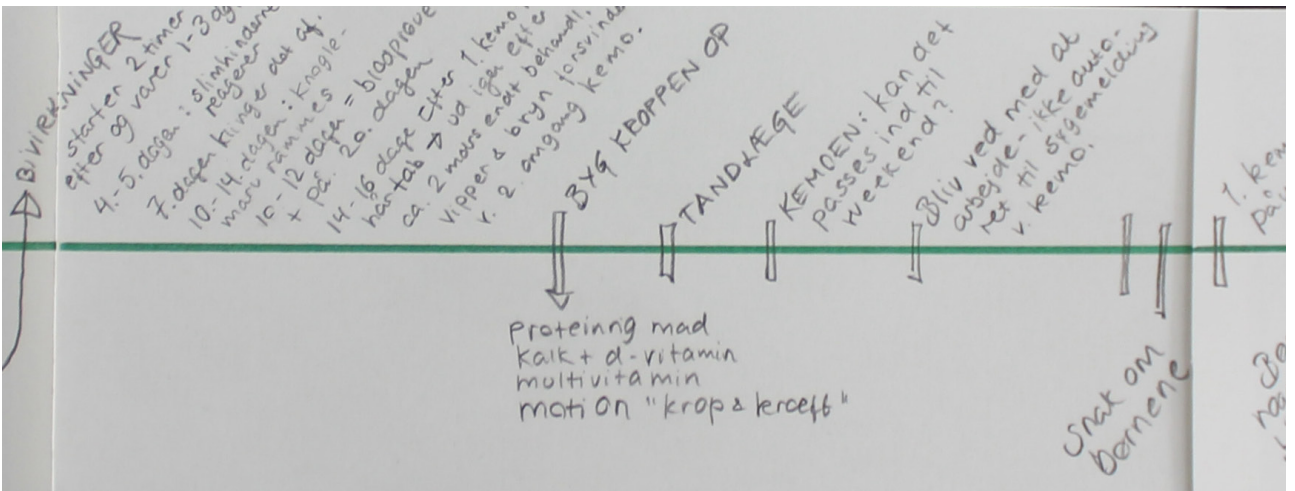 BIVIRKNINGER
starter 2 timer
efter og varer 1-3 dg
4.-5. dagen: slimhinderne
reagerer
7. dagen klinger det af.
10.-14. dagen: knogle-
marv rammes
10-12 dagen = blodprøve
+ på 20. dagen
14-16 dage efter 1. kemo
hårtab → ud igen efter
ca. 2 mdrs endt behandl.
vipper & bryn forsvinder
v. 2. omgang kemo.
BYG KROPPEN OP
proteinrig mad
kalk + d-vitamin
multivitamin
motion "krop & kræft"
TANDLÆGE
KEMOEN: kan det
passes ind til
weekend?
Bliv ved med at
arbejde - ikke auto-
ret til sygemelding
v. kemo.
snak om
børnene
1. kem
på